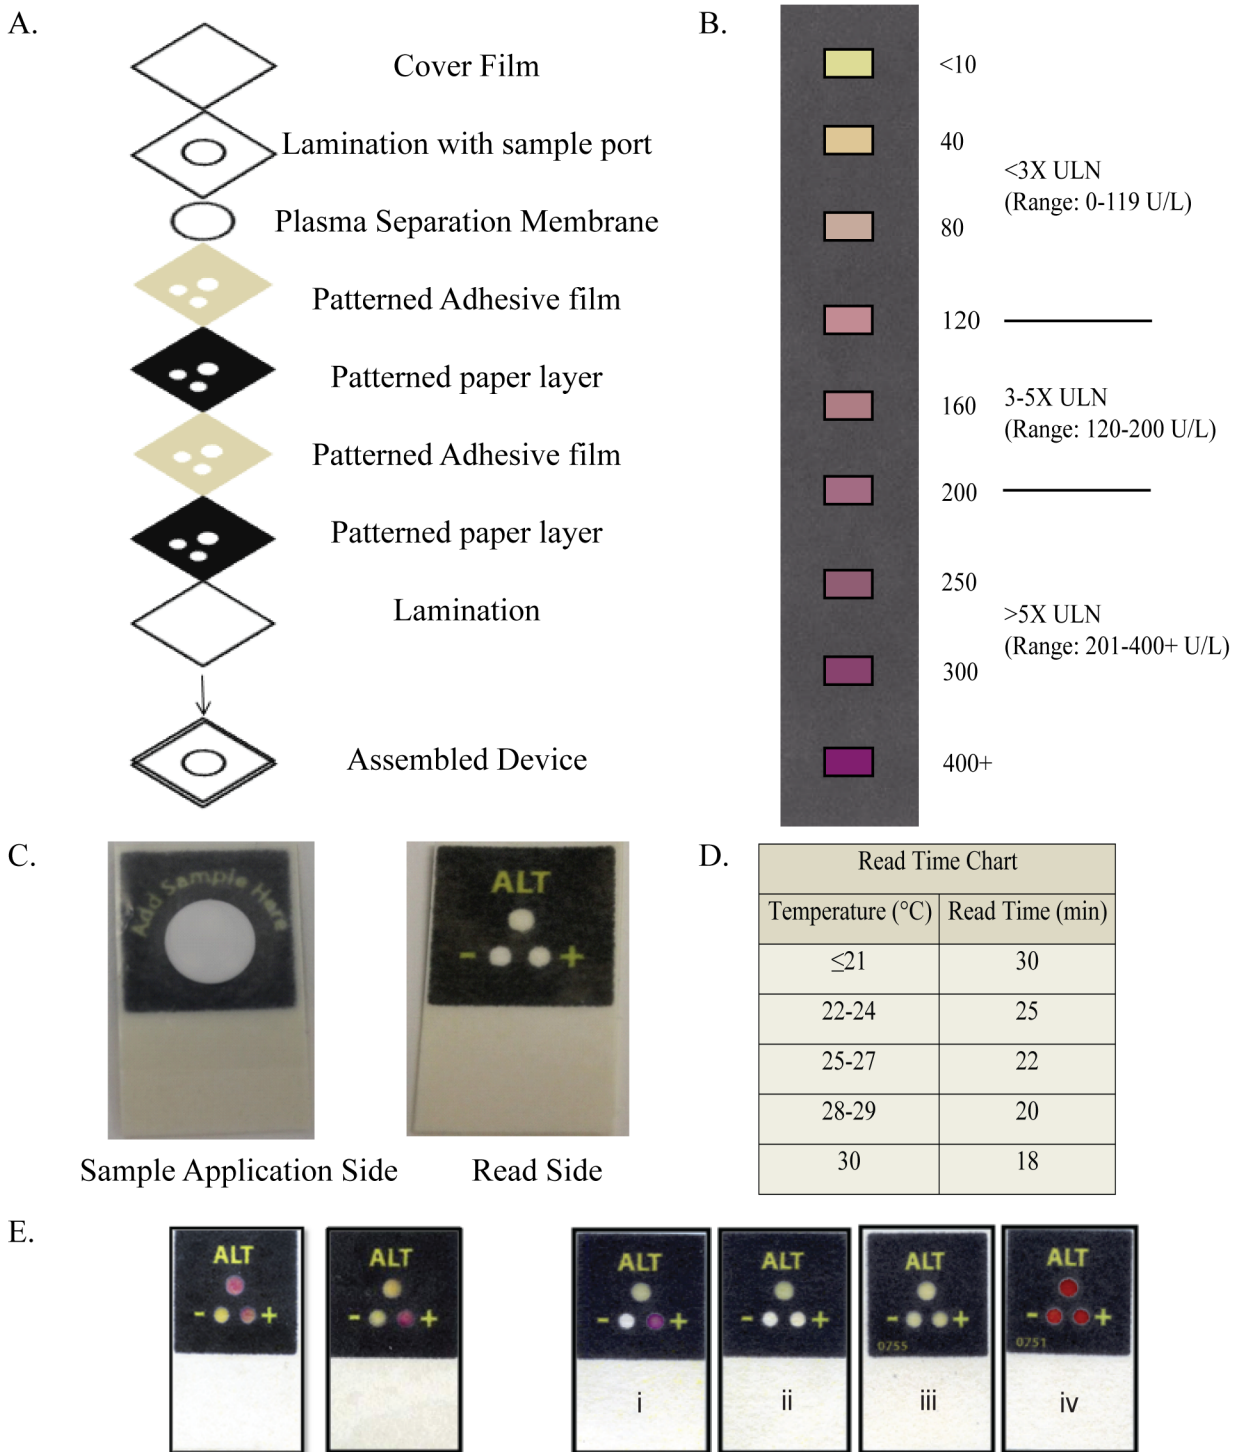 A.
Cover Film
Lamination with sample port
Plasma Separation Membrane
Patterned Adhesive film
Patterned paper layer
Patterned Adhesive film
Patterned paper layer
Lamination
Assembled Device
B.
<10
40
80
<3X ULN
(Range: 0-119 U/L)
120
160
3-5X ULN
(Range: 120-200 U/L)
200
250
>5X ULN
(Range: 201-400+ U/L)
300
400+
C.
Add Sample Here
Sample Application Side
ALT
- +
Read Side
D.
Read Time Chart
Temperature (°C) Read Time (min)
≤21 30
22-24 25
25-27 22
28-29 20
30 18
E.
ALT
- +
ALT
- +
ALT
- +
i
ALT
- +
ii
ALT
- +
0755
iii
ALT
- +
0751
iv